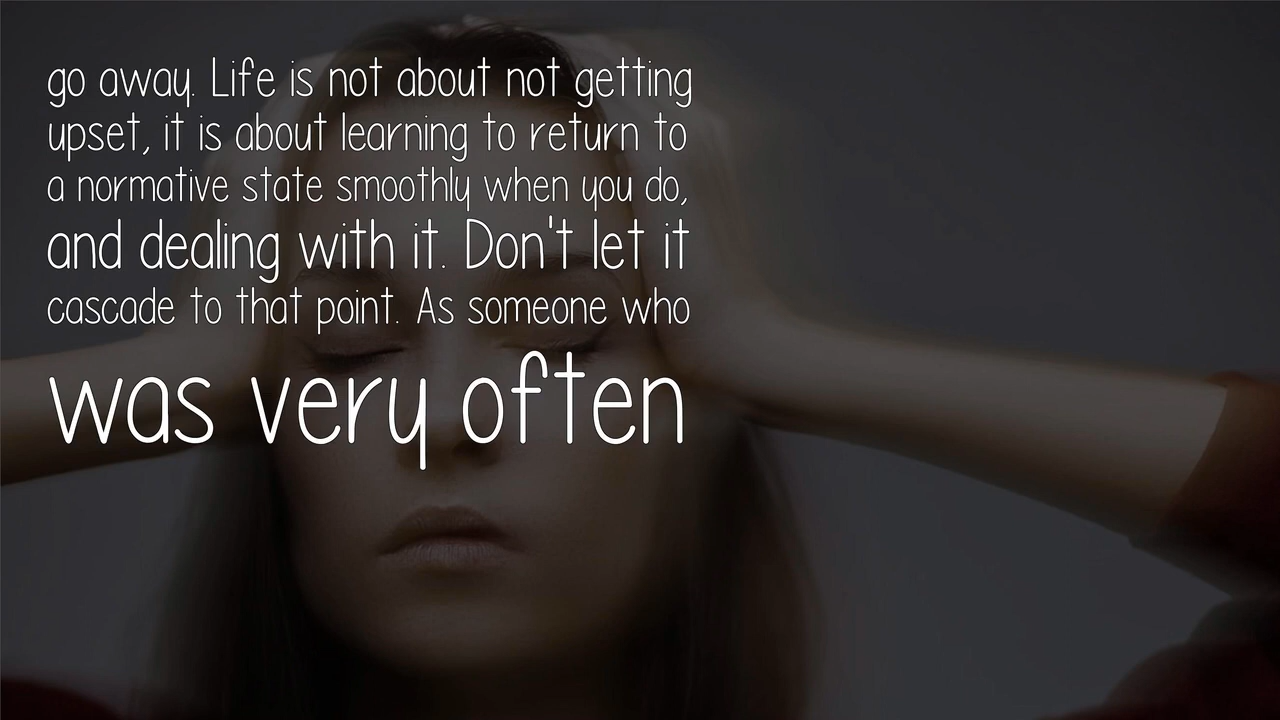 go away. Life is not about not getting
upset, it is about learning to return to
a normative state smoothly when you do,
and dealing with it. Don't let it
cascade to that point. As someone who
was very often